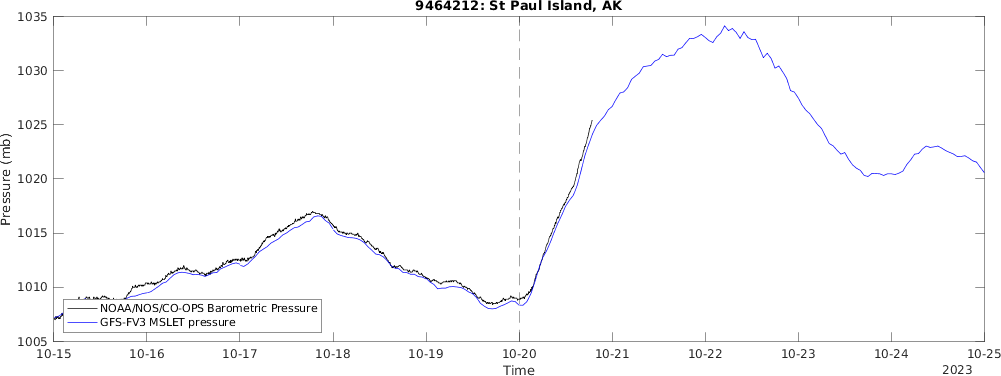 9464212: St Paul Island, AK
Pressure (mb)
1035
1030
1025
1020
1015
1010
1005
NOAA/NOS/CO-OPS Barometric Pressure
GFS-FV3 MSLET pressure
10-15 10-16 10-17 10-18 10-19 10-20 10-21 10-22 10-23 10-24 10-25
Time
2023